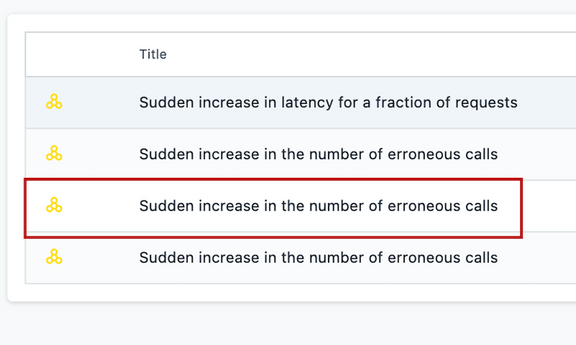 Title
Sudden increase in latency for a fraction of requests
Sudden increase in the number of erroneous calls
Sudden increase in the number of erroneous calls
Sudden increase in the number of erroneous calls